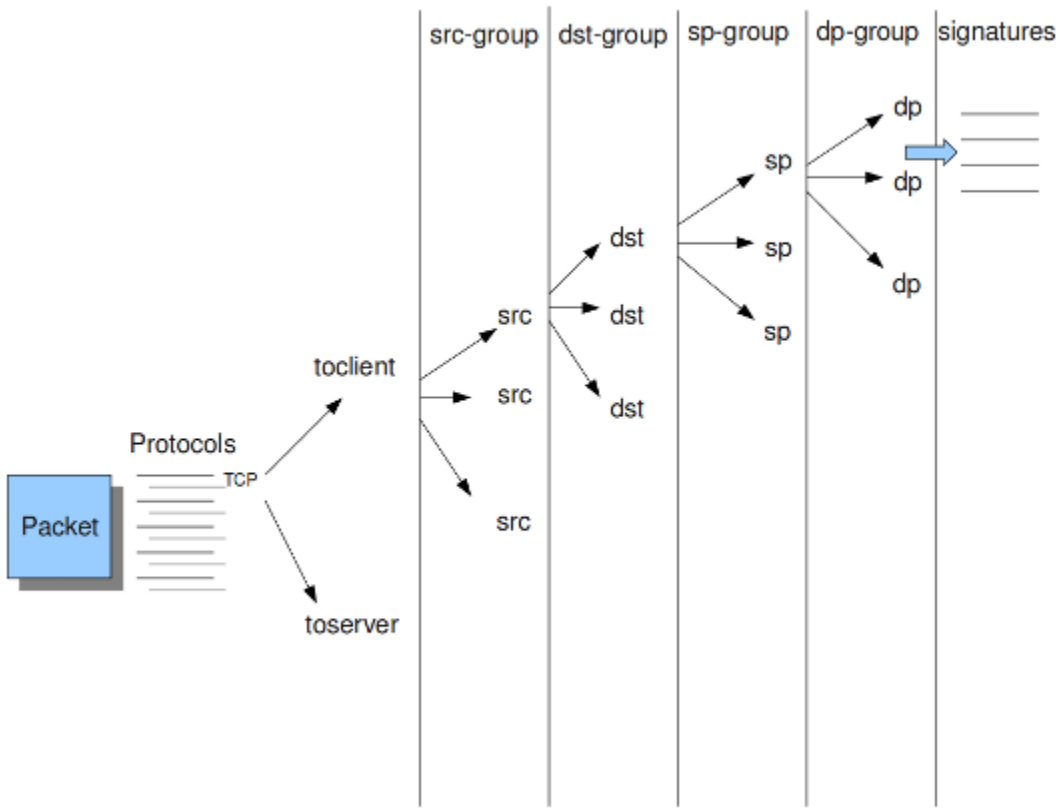 src-group dst-group sp-group dp-group signatures
dp
sp
dp
dst
sp
dp
src
dst
sp
toclient
src
dst
Protocols
TCP
Packet
src
toserver